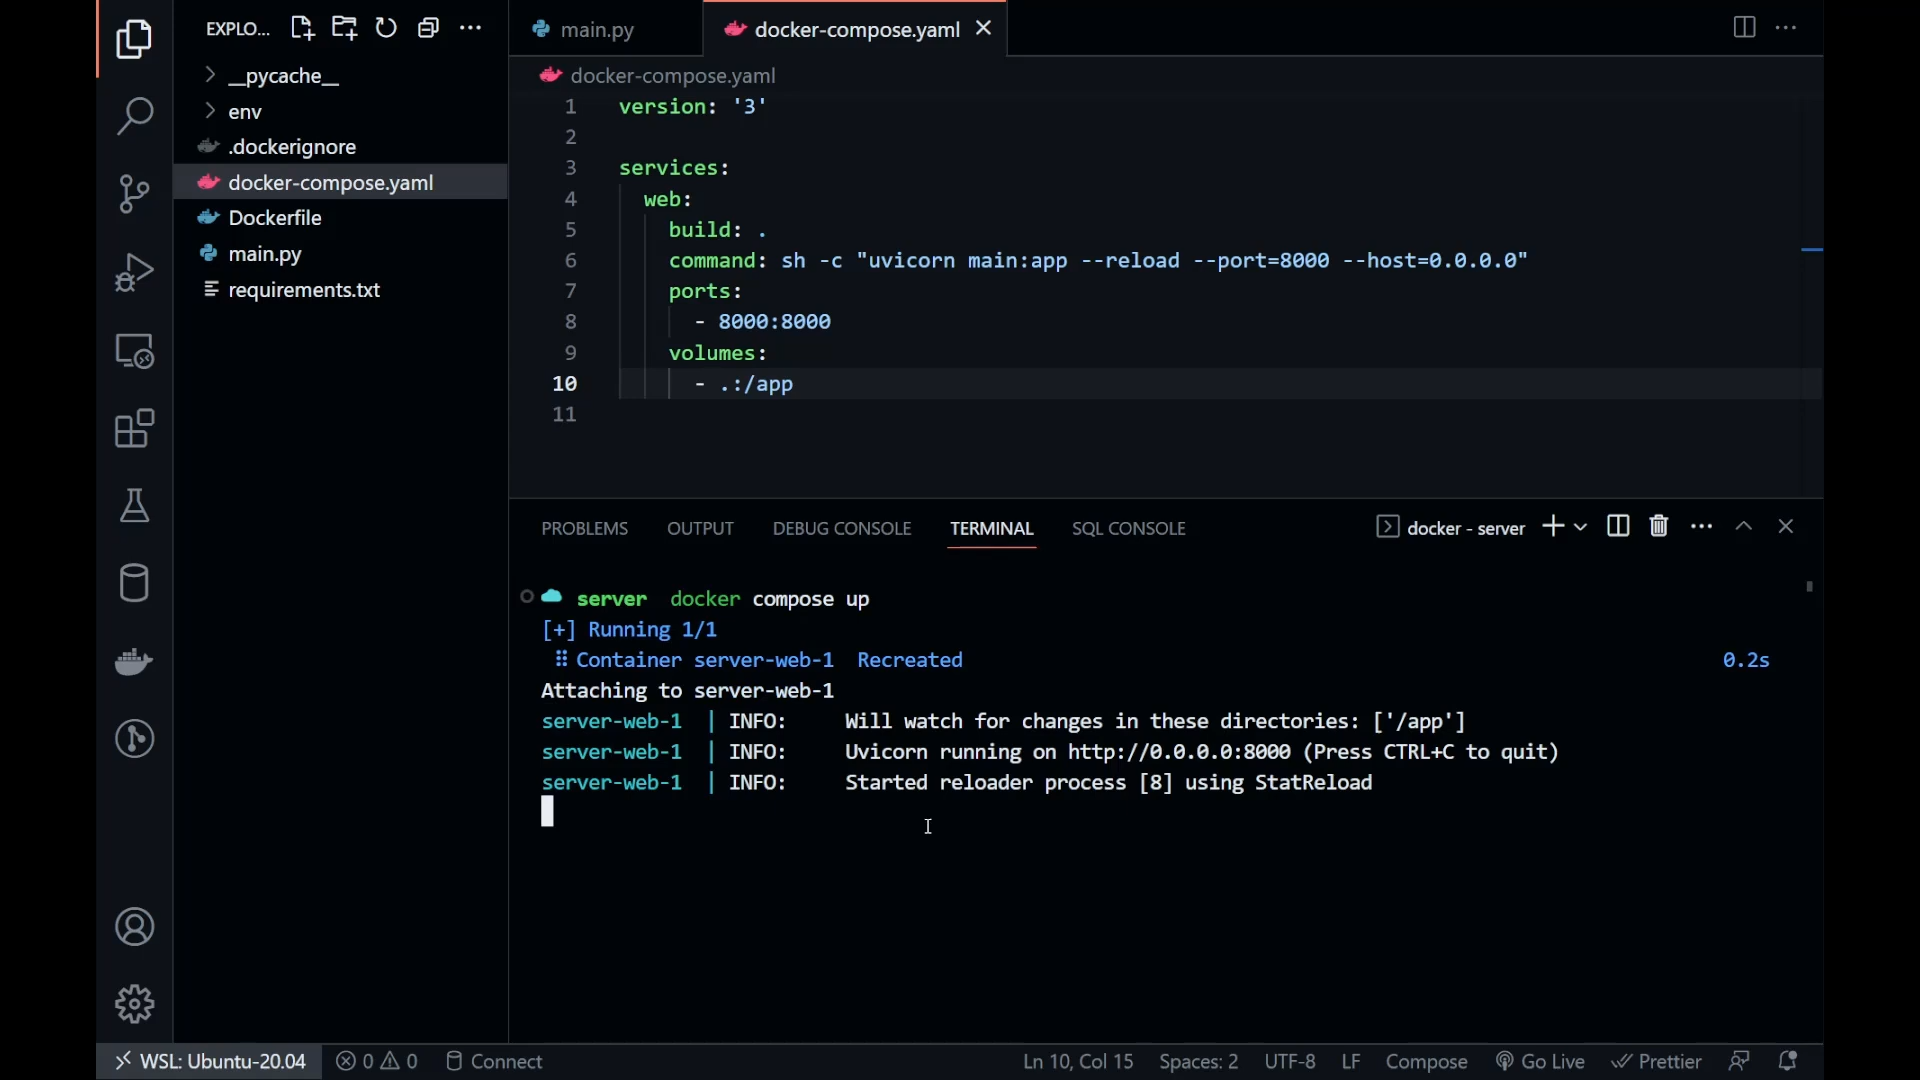 EXPLO...
__pycache__
env
.dockerignore
docker-compose.yaml
Dockerfile
main.py
requirements.txt
main.py
docker-compose.yaml
docker-compose.yaml
1 version: '3'
2
3 services:
4 web:
5 build: .
6 command: sh -c "uvicorn main:app --reload --port=8000 --host=0.0.0.0"
7 ports:
8 - 8000:8000
9 volumes:
10 - .:/app
11
PROBLEMS OUTPUT DEBUG CONSOLE TERMINAL SQL CONSOLE docker - server
server docker compose up
[+] Running 1/1
Container server-web-1 Recreated 0.2s
Attaching to server-web-1
server-web-1 | INFO: Will watch for changes in these directories: ['/app']
server-web-1 | INFO: Uvicorn running on http://0.0.0.0:8000 (Press CTRL+C to quit)
server-web-1 | INFO: Started reloader process [8] using StatReload
WSL: Ubuntu-20.04 0 0 Connect Ln 10, Col 15 Spaces: 2 UTF-8 LF Compose Go Live Prettier